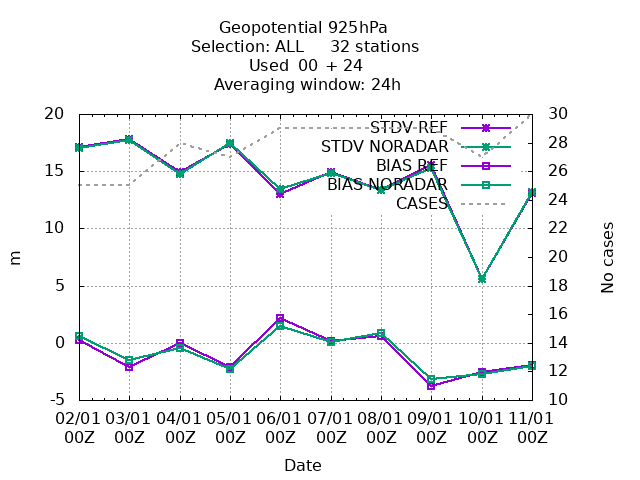 Geopotential 925hPa
Selection: ALL 32 stations
Used 00 + 24
Averaging window: 24h
20
15
10
5
0
-5
m
30
28
26
24
22
20
18
16
14
12
10
No cases
STDV REF
STDV NORADAR
BIAS REF
BIAS NORADAR
CASES
02/01 03/01 04/01 05/01 06/01 07/01 08/01 09/01 10/01 11/01
00Z 00Z 00Z 00Z 00Z 00Z 00Z 00Z 00Z 00Z
Date